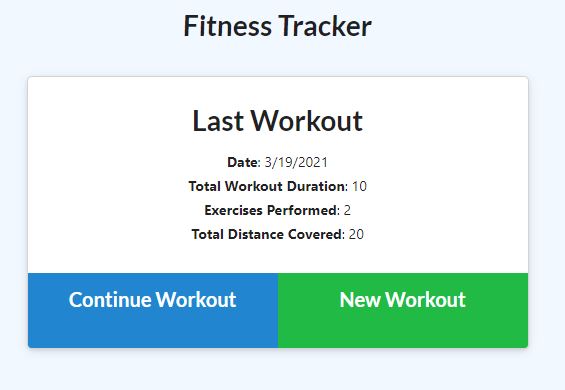 Fitness Tracker
Last Workout
Date: 3/19/2021
Total Workout Duration: 10
Exercises Performed: 2
Total Distance Covered: 20
Continue Workout
New Workout